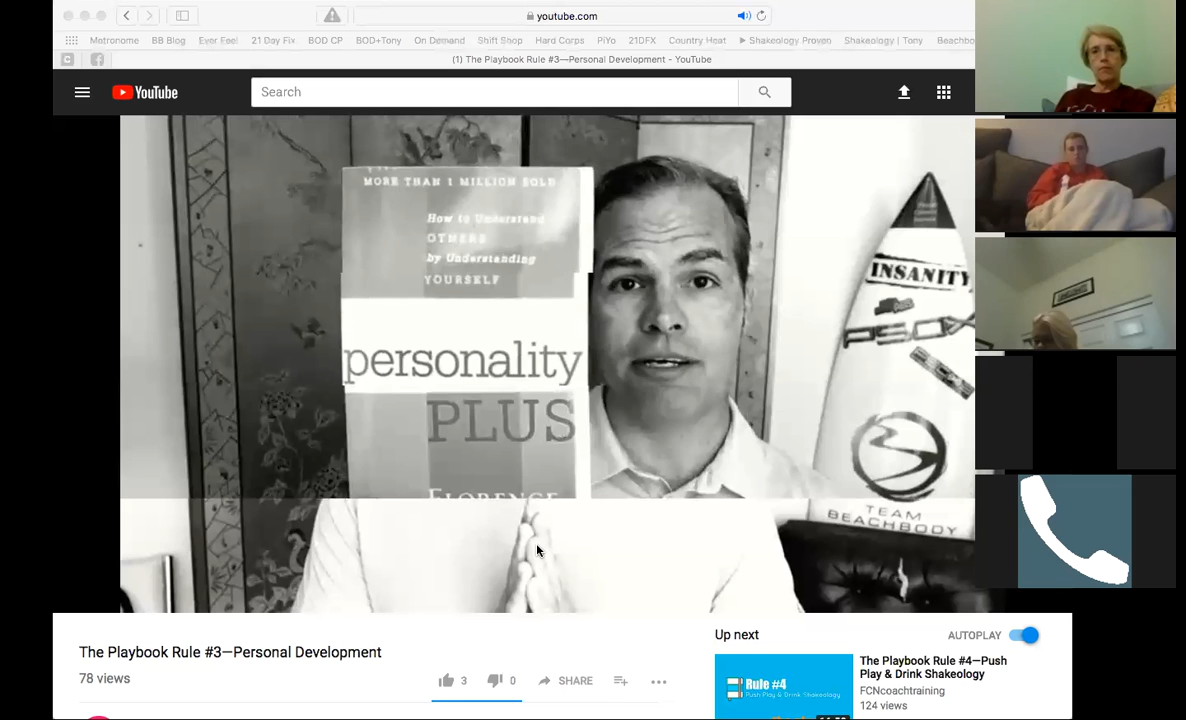 youtube.com
Metronome BB Blog Ever Feel 21 Day Fix BOD CP BOD+Tony On Demand Shift Shop Hard Corps PiYo 21DFX Country Heat ▶ Shakeology Proven Shakeology | Tony Beachbo
(1) The Playbook Rule #3—Personal Development - YouTube
YouTube
Search
MORE THAN 1 MILLION SOLD
How to Understand
OTHERS
by Understanding
YOURSELF
personality
PLUS
FLORENCE
INSANITY
P90X
TEAM
BEACHBODY
The Playbook Rule #3—Personal Development
78 views
3
0
SHARE
Up next
AUTOPLAY
Rule #4
Push Play & Drink Shakeology
The Playbook Rule #4—Push
Play & Drink Shakeology
FCNcoachtraining
124 views